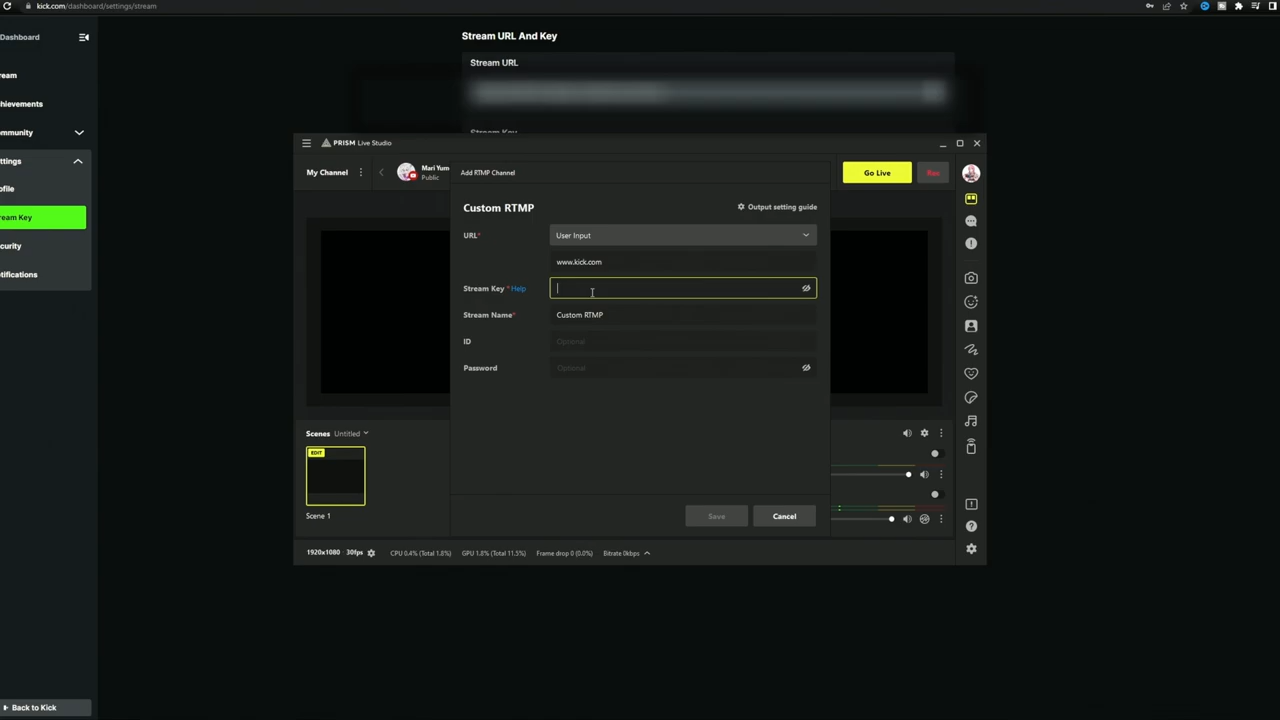 kick.com/dashboard/settings/stream
Dashboard
Stream URL And Key
Stream URL
Stream Key
ream
hievements
ommunity
ettings
ofile
ream Key
ecurity
otifications
Back to Kick
PRISM Live Studio
My Channel
Mari Yum
Public
Add RTMP Channel
Go Live
Rec
Custom RTMP
Output setting guide
URL*
User Input
www.kick.com
Stream Key * Help
Stream Name*
Custom RTMP
ID
Optional
Password
Optional
Scenes Untitled
EDIT
Scene 1
Save
Cancel
1920x1080 30fps CPU 0.4% (Total 1.8%) GPU 1.8% (Total 11.5%) Frame drop 0 (0.0%) Bitrate 0kbps